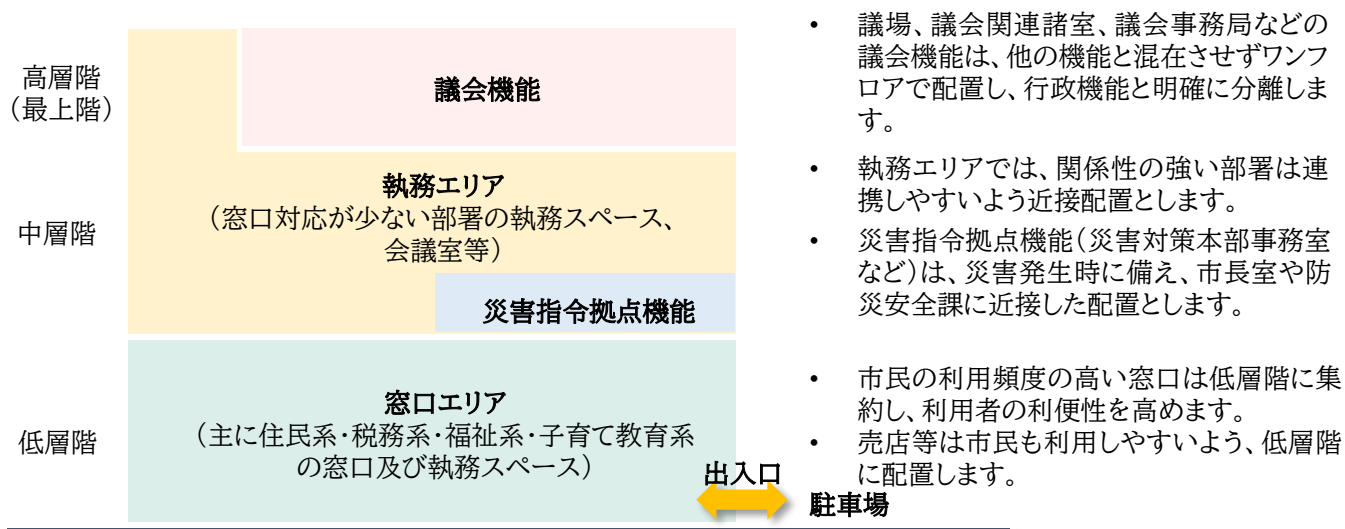 高層階
（最上階）
議会機能
• 議場、議会関連諸室、議会事務局などの
議会機能は、他の機能と混在させずワンフ
ロアで配置し、行政機能と明確に分離しま
す。
中層階
執務エリア
（窓口対応が少ない部署の執務スペース、
会議室等）
災害指令拠点機能
• 執務エリアでは、関係性の強い部署は連
携しやすいよう近接配置とします。
• 災害指令拠点機能（災害対策本部事務室
など）は、災害発生時に備え、市長室や防
災安全課に近接した配置とします。
低層階
窓口エリア
（主に住民系・税務系・福祉系・子育て教育系
の窓口及び執務スペース）
出入口
駐車場
• 市民の利用頻度の高い窓口は低層階に集
約し、利用者の利便性を高めます。
• 売店等は市民も利用しやすいよう、低層階
に配置します。